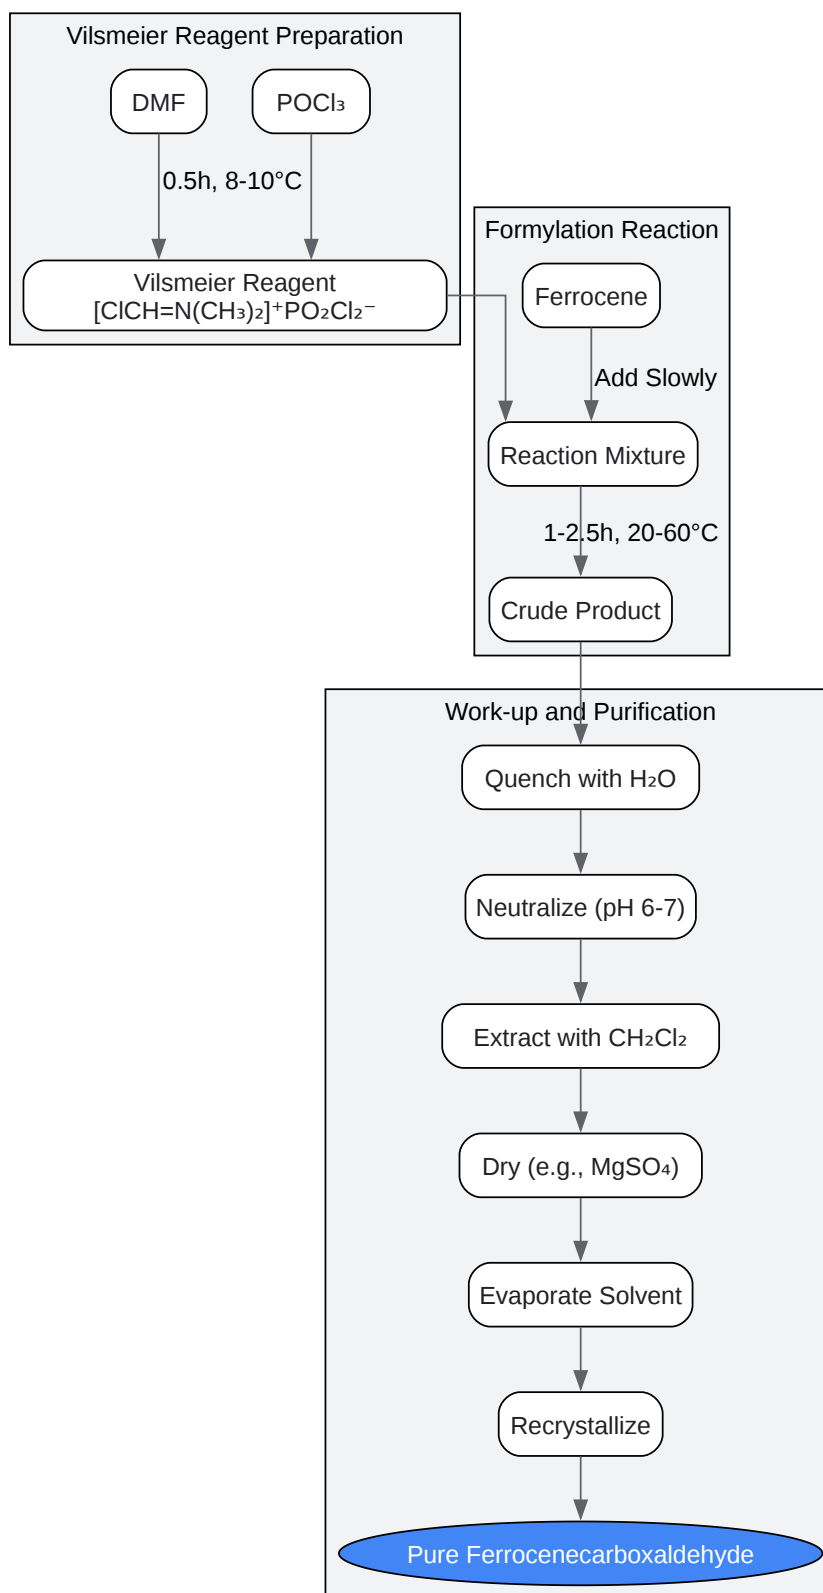 Vilsmeier Reagent Preparation
DMF
POCl₃
0.5h, 8-10°C
Vilsmeier Reagent
[ClCH=N(CH₃)₂]⁺PO₂Cl₂⁻
Formylation Reaction
Ferrocene
Add Slowly
Reaction Mixture
1-2.5h, 20-60°C
Crude Product
Work-up and Purification
Quench with H₂O
Neutralize (pH 6-7)
Extract with CH₂Cl₂
Dry (e.g., MgSO₄)
Evaporate Solvent
Recrystallize
Pure Ferrocenecarboxaldehyde